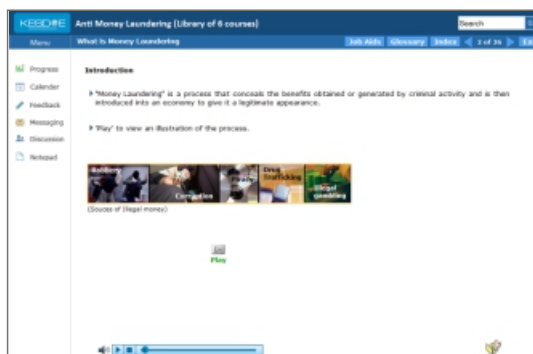 KESDEE
Anti Money Laundering (Library of 6 courses)
Search
Menu
What is Money Laundering
Job Aids
Glossary
Index
2 of 26
Progress
Calender
Feedback
Messaging
Discussion
Notepad
Introduction
"Money Laundering" is a process that conceals the benefits obtained or generated by criminal activity and is then
introduced into an economy to give it a legitimate appearance.
'Play' to view an illustration of the process.
Robbery
Corruption
Piracy
Drug
Trafficking
Illegal
gambling
(Sources of illegal money)
Play